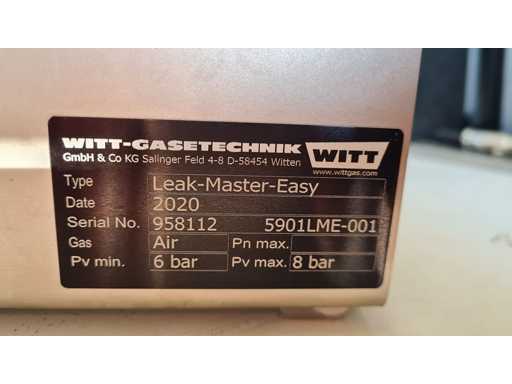 WITT-GASETECHNIK
GmbH & Co KG Salinger Feld 4-8 D-58454 Witten
WITT
www.wittgas.com
Type Leak-Master-Easy
Date 2020
Serial No. 958112 5901LME-001
Gas Air Pn max.
Pv min. 6 bar Pv max. 8 bar